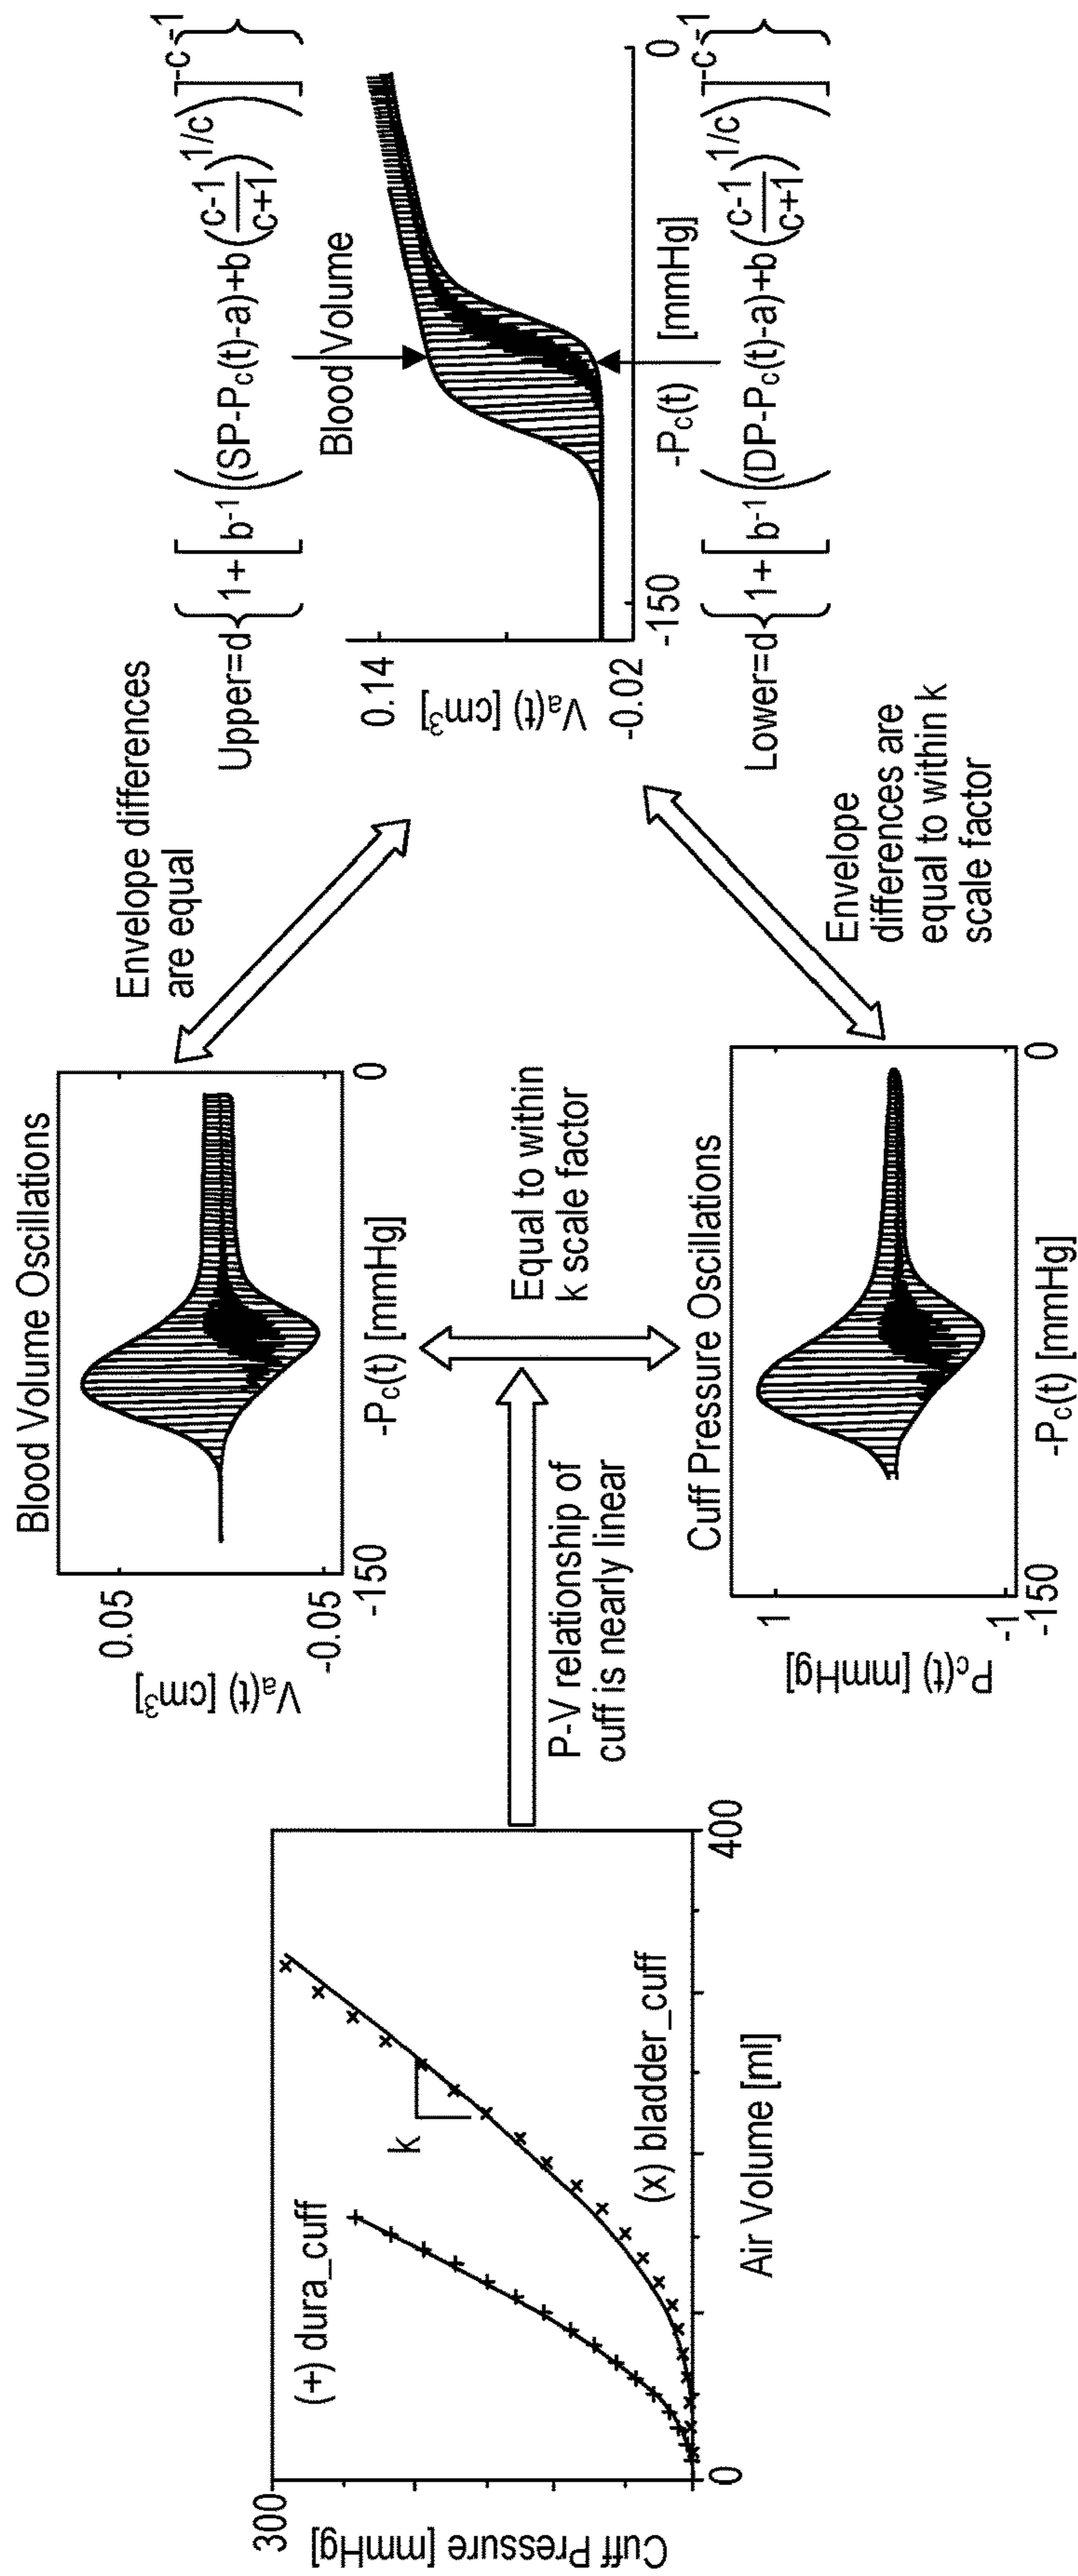 300
Cuff Pressure [mmHg]
(+) dura_cuff
k
(x) bladder_cuff
0
400
Air Volume [ml]
P-V relationship of
cuff is nearly linear
Blood Volume Oscillations
0.05
-0.05
Va(t) [cm³]
-150
0
-Pc(t) [mmHg]
Equal to within
k scale factor
Cuff Pressure Oscillations
1
-1
Pc(t) [mmHg]
-150
0
-Pc(t) [mmHg]
Envelope differences
are equal
Envelope
differences are
equal to within k
scale factor
Upper=d{1+[b⁻¹((SP-Pc(t)-a)+b(c-1/c+1)^1/c)]^-c}^-1
Blood Volume
0.14
-0.02
Va(t) [cm³]
-150
0
-Pc(t) [mmHg]
Lower=d{1+[b⁻¹((DP-Pc(t)-a)+b(c-1/c+1)^1/c)]^-c}^-1